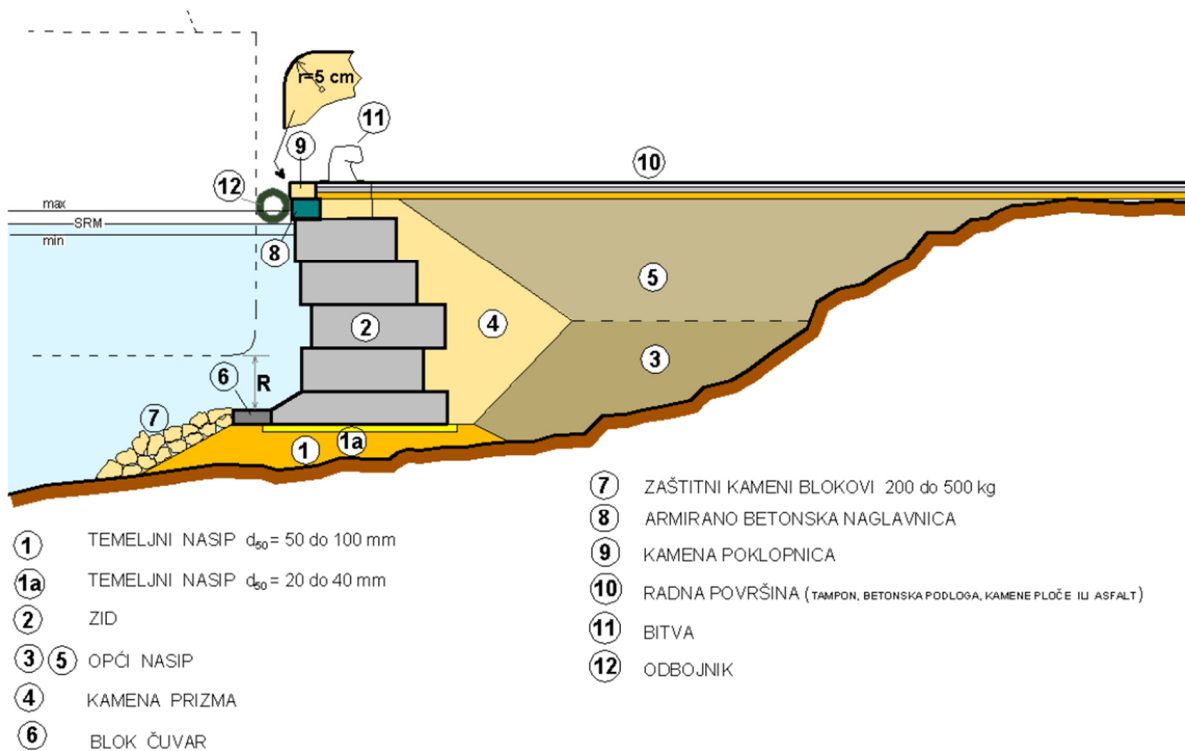 r=5 cm
11
9
10
12
max
SRM
min
8
5
2
4
3
6
R
7
1
1a
7 ZAŠTITNI KAMENI BLOKOVI 200 do 500 kg
8 ARMIRANO BETONSKA NAGLAVNICA
9 KAMENA POKLOPNICA
10 RADNA POVRŠINA (TAMPON, BETONSKA PODLOGA, KAMENE PLOČE ILI ASFALT)
11 BITVA
12 ODBOJNIK
1 TEMELJNI NASIP d₅₀ = 50 do 100 mm
1a TEMELJNI NASIP d₅₀ = 20 do 40 mm
2 ZID
3 5 OPĆI NASIP
4 KAMENA PRIZMA
6 BLOK ČUVAR